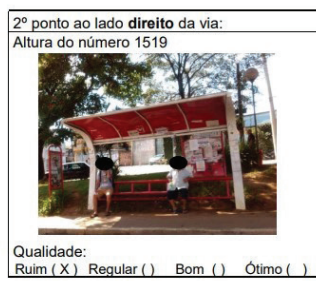 2º ponto ao lado direito da via:
Altura do número 1519
Qualidade:
Ruim ( X ) Regular ( ) Bom ( ) Ótimo ( )